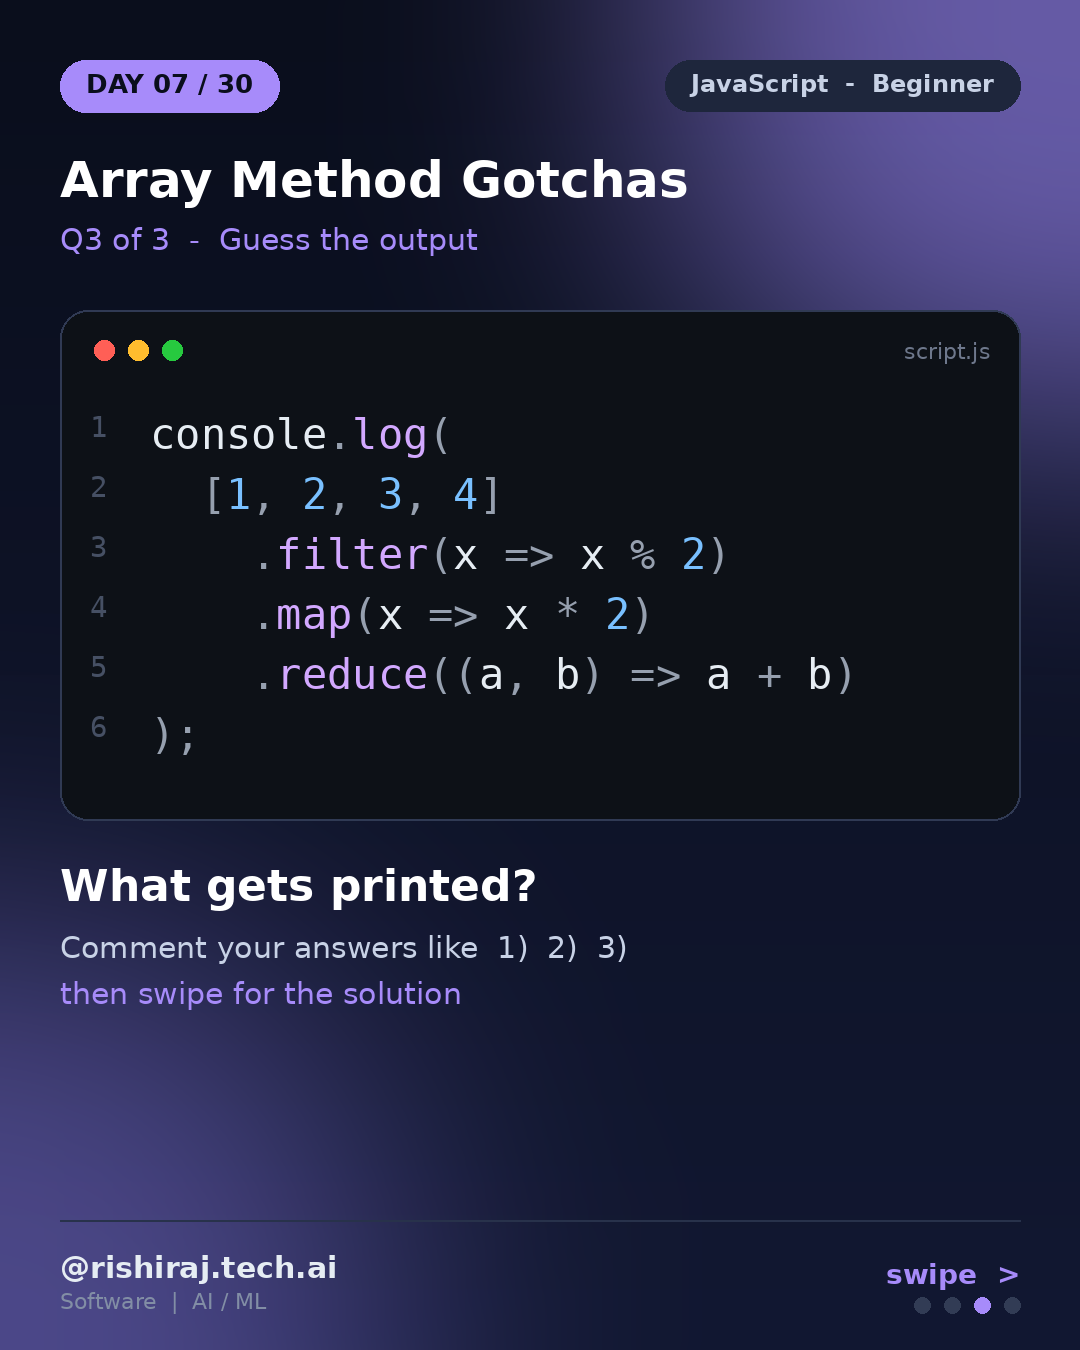 DAY 07 / 30
JavaScript - Beginner
Array Method Gotchas
Q3 of 3 - Guess the output
script.js
1 console.log(
2   [1, 2, 3, 4]
3     .filter(x => x % 2)
4     .map(x => x * 2)
5     .reduce((a, b) => a + b)
6 );
What gets printed?
Comment your answers like 1) 2) 3)
then swipe for the solution
@rishiraj.tech.ai
Software | AI / ML
swipe >